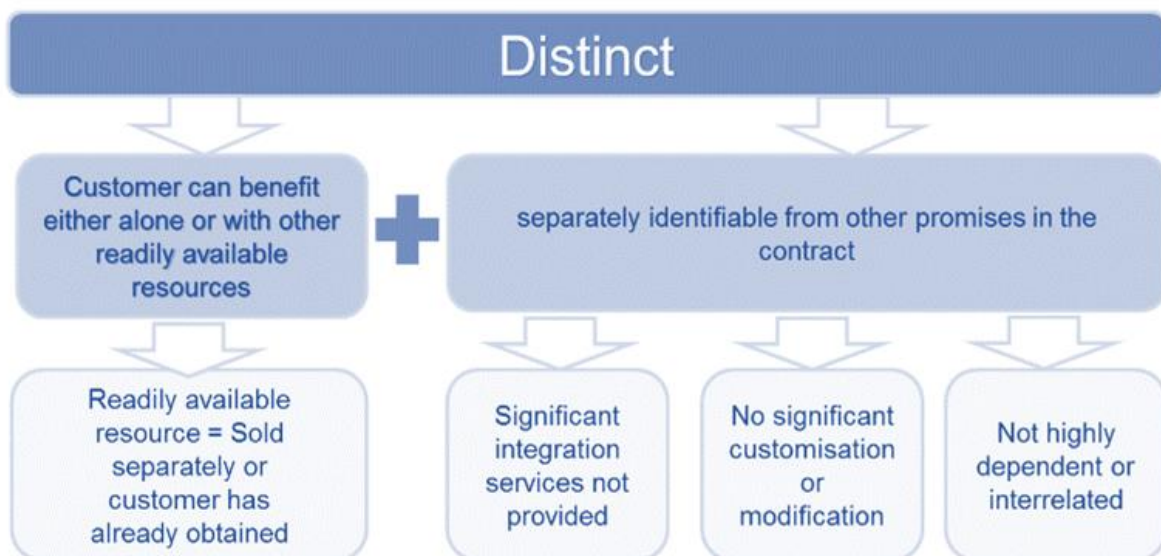 Distinct
Customer can benefit
either alone or with other
readily available
resources
separately identifiable from other promises in the
contract
Readily available
resource = Sold
separately or
customer has
already obtained
Significant
integration
services not
provided
No significant
customisation
or
modification
Not highly
dependent or
interrelated